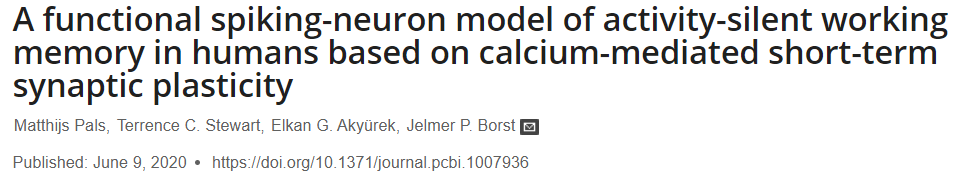 A functional spiking-neuron model of activity-silent working
memory in humans based on calcium-mediated short-term
synaptic plasticity
Matthijs Pals, Terrence C. Stewart, Elkan G. Akyürek, Jelmer P. Borst
Published: June 9, 2020 • https://doi.org/10.1371/journal.pcbi.1007936